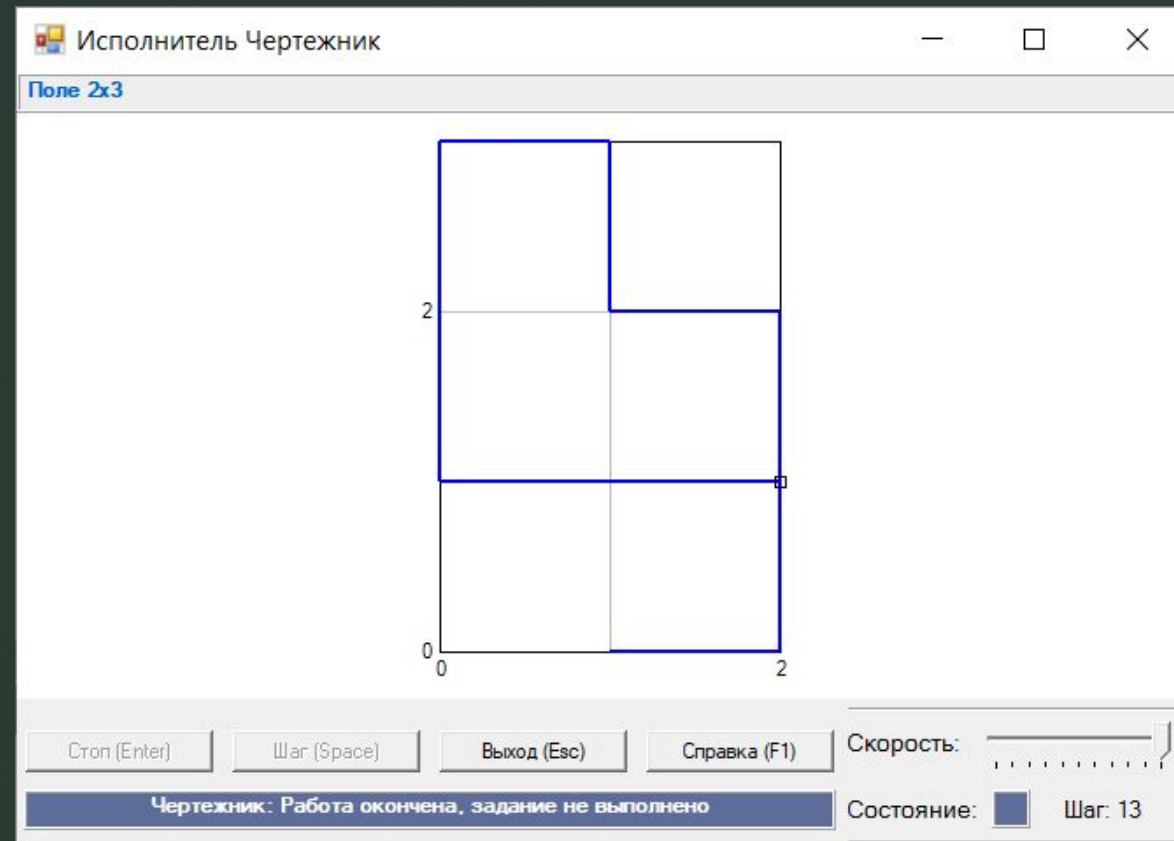 Исполнитель Чертежник
Поле 2x3
2
0
0 2
Стоп (Enter) Шаг (Space) Выход (Esc) Справка (F1) Скорость:
Чертежник: Работа окончена, задание не выполнено Состояние: Шаг: 13